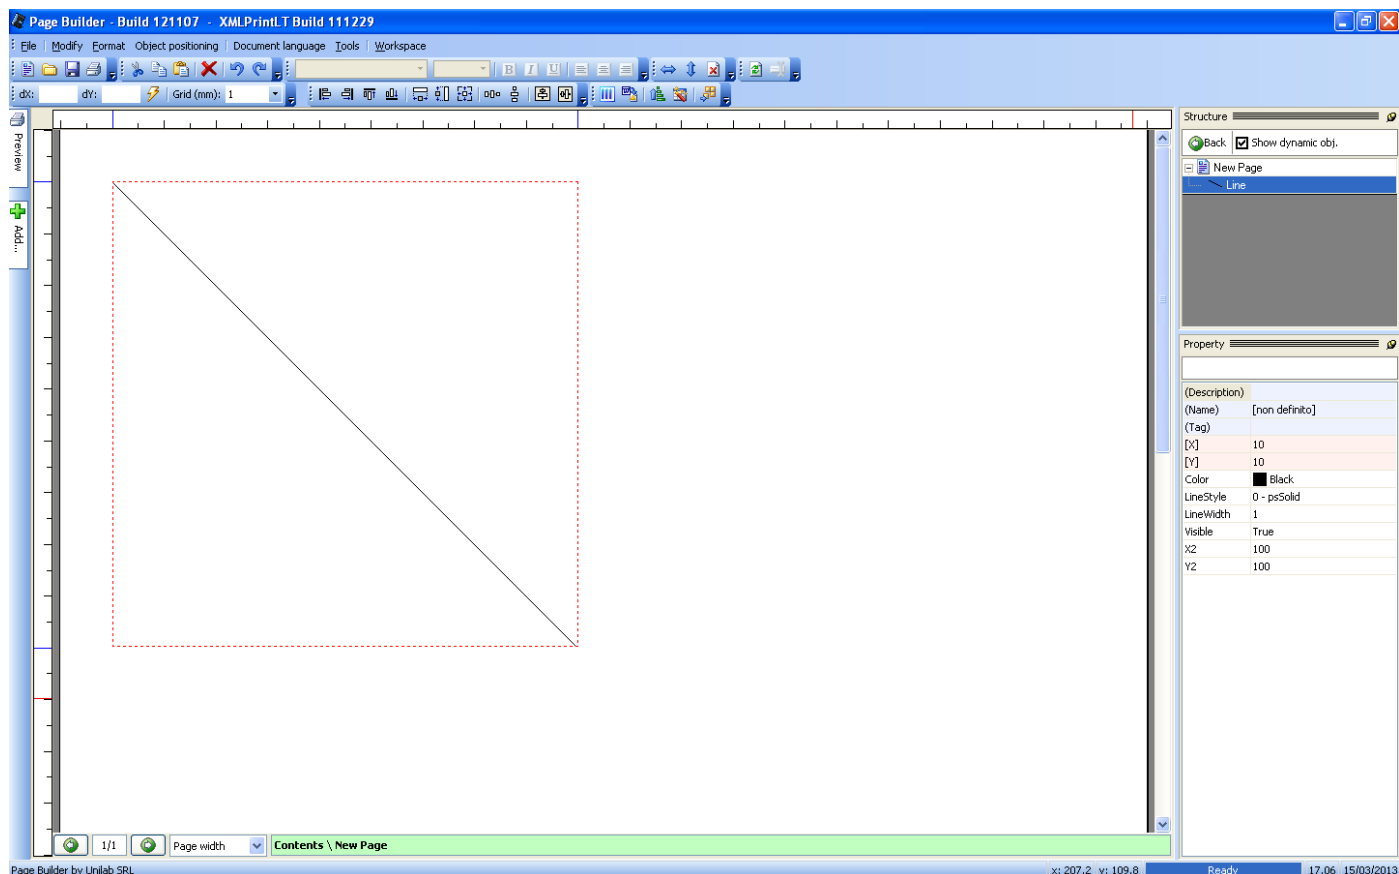 Page Builder - Build 121107 - XMLPrintLT Build 111229
File Modify Format Object positioning Document language Tools Workspace
B I U
dX: dY: Grid (mm): 1
Structure
Preview
Back Show dynamic obj.
New Page
Line
Add...
Property
(Description)
(Name) [non definito]
(Tag)
[X] 10
[Y] 10
Color Black
LineStyle 0 - psSolid
LineWidth 1
Visible True
X2 100
Y2 100
1/1 Page width Contents \ New Page
Page Builder by Unilab SRL x: 207.2 y: 109.8 Ready 17.06 15/03/2013